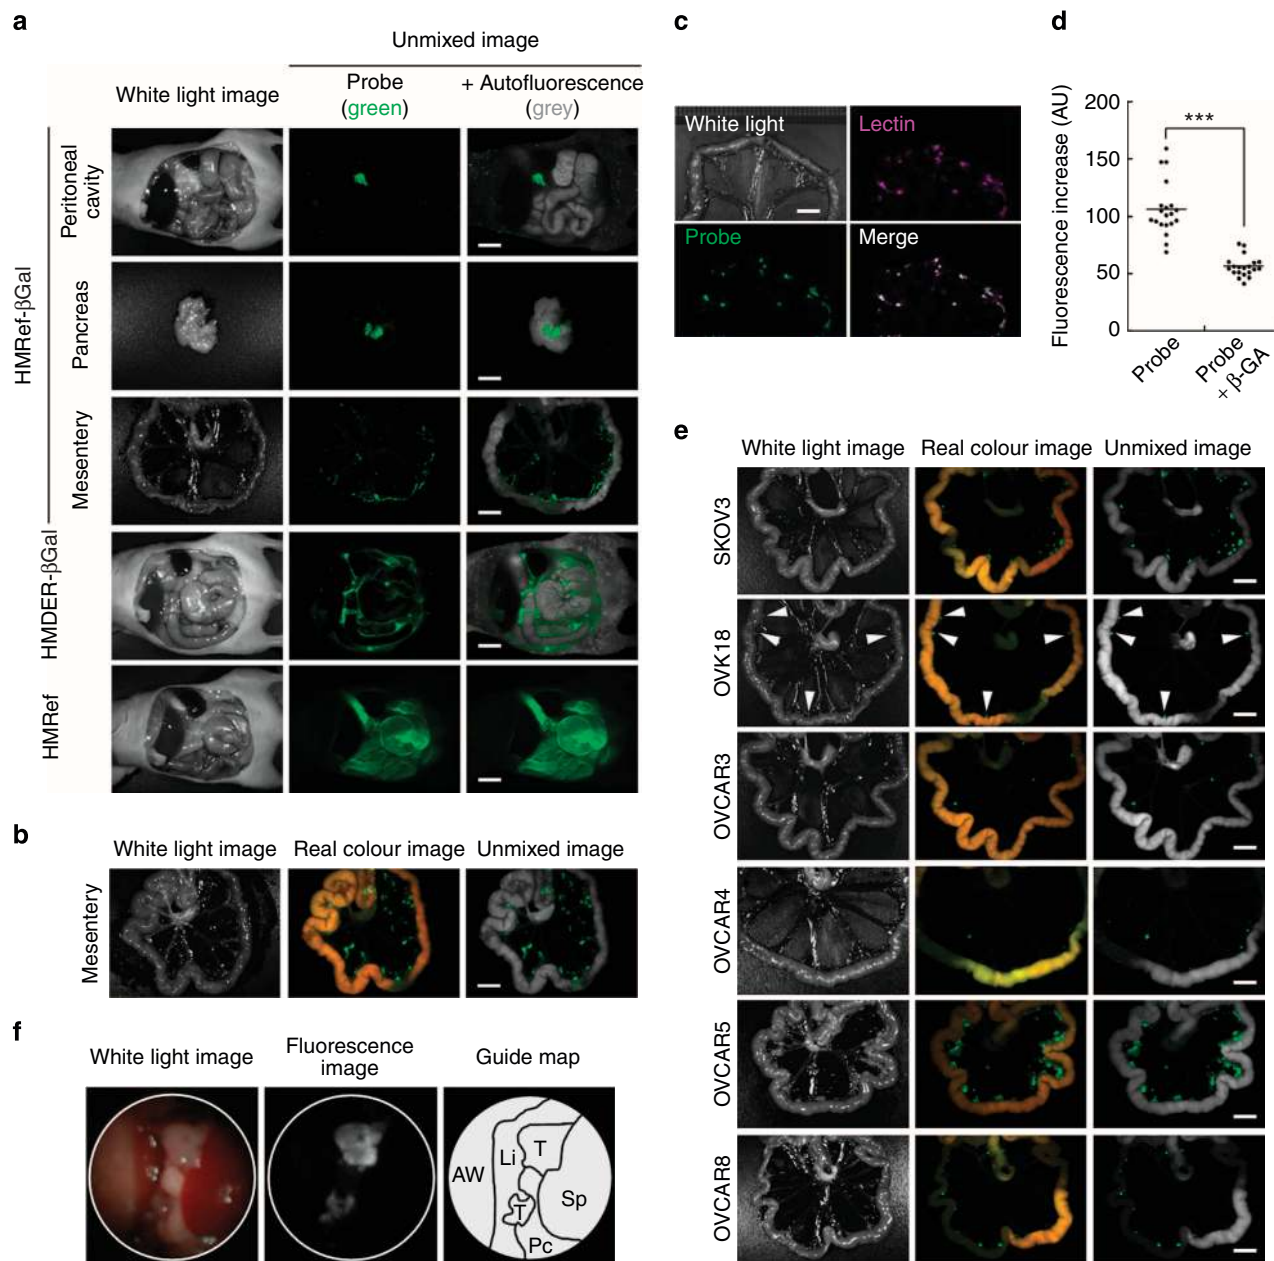 a
Unmixed image
White light image
Probe
(green)
+ Autofluorescence
(grey)
HMRef-βGal
Peritoneal
cavity
Pancreas
Mesentery
HMDER-βGal
HMRef
b
White light image
Real colour image
Unmixed image
Mesentery
f
White light image
Fluorescence
image
Guide map
AW
Li
T
T
Sp
Pc
c
White light
Lectin
Probe
Merge
d
Fluorescence increase (AU)
200
150
100
50
0
***
Probe
Probe
+ β-GA
e
White light image
Real colour image
Unmixed image
SKOV3
OVK18
OVCAR3
OVCAR4
OVCAR5
OVCAR8